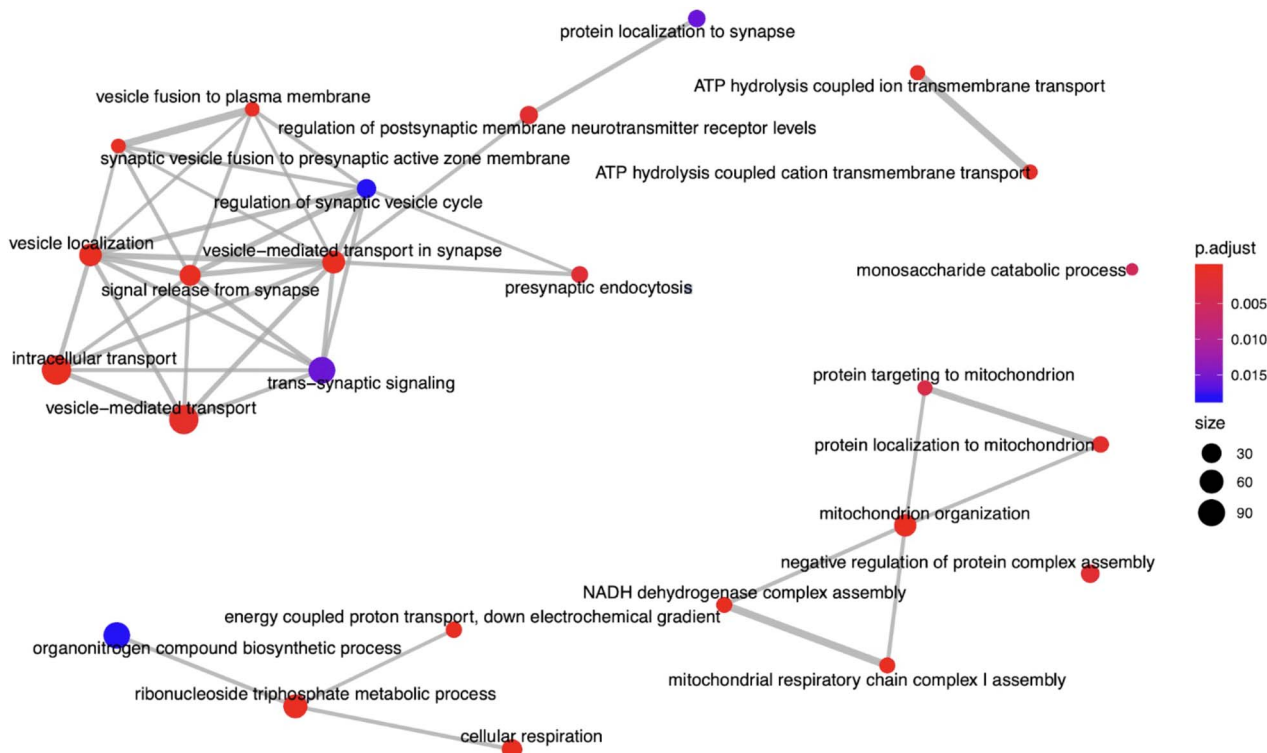 protein localization to synapse
ATP hydrolysis coupled ion transmembrane transport
vesicle fusion to plasma membrane
regulation of postsynaptic membrane neurotransmitter receptor levels
synaptic vesicle fusion to presynaptic active zone membrane
ATP hydrolysis coupled cation transmembrane transport
regulation of synaptic vesicle cycle
vesicle localization
vesicle−mediated transport in synapse
p.adjust
monosaccharide catabolic process
signal release from synapse
presynaptic endocytosis
0.005
0.010
0.015
intracellular transport
trans−synaptic signaling
protein targeting to mitochondrion
vesicle−mediated transport
size
protein localization to mitochondrion
30
60
90
mitochondrion organization
negative regulation of protein complex assembly
NADH dehydrogenase complex assembly
energy coupled proton transport, down electrochemical gradient
organonitrogen compound biosynthetic process
mitochondrial respiratory chain complex I assembly
ribonucleoside triphosphate metabolic process
cellular respiration